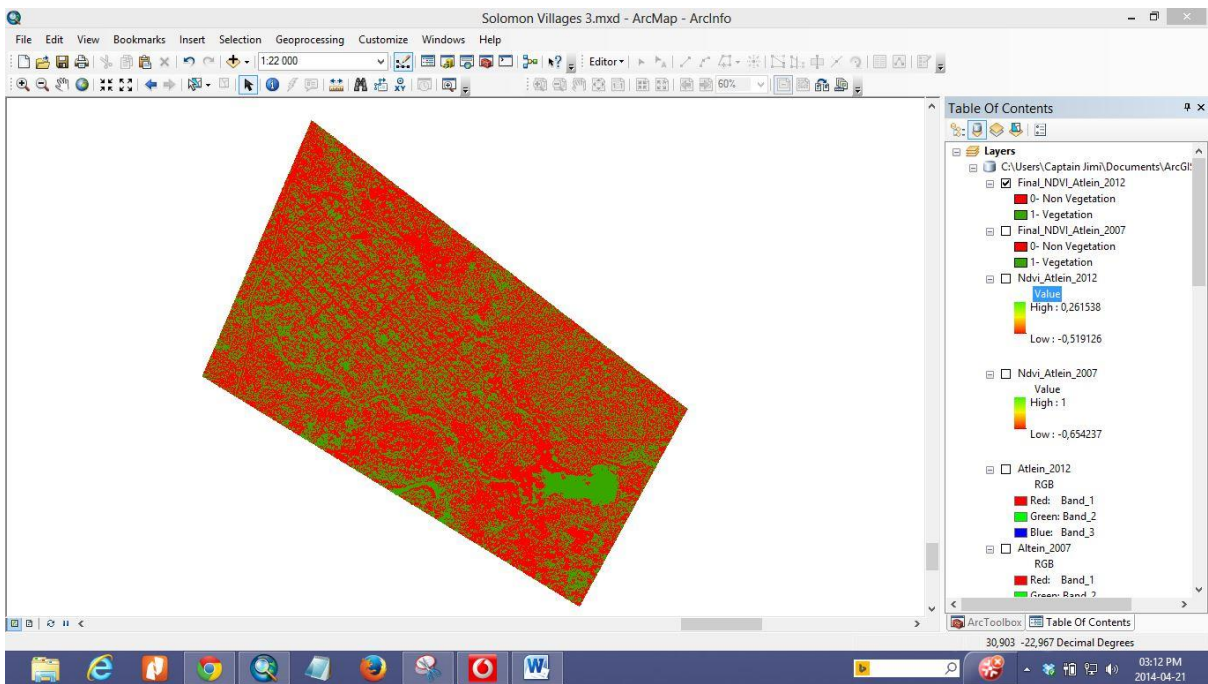 Solomon Villages 3.mxd - ArcMap - ArcInfo
File Edit View Bookmarks Insert Selection Geoprocessing Customize Windows Help
1:22 000
Editor
60%
Table Of Contents
Layers
C:\Users\Captain Jimi\Documents\ArcGI
Final_NDVI_Atlein_2012
0- Non Vegetation
1- Vegetation
Final_NDVI_Atlein_2007
0- Non Vegetation
1- Vegetation
Ndvi_Atlein_2012
Value
High : 0,261538
Low : -0,519126
Ndvi_Atlein_2007
Value
High : 1
Low : -0,654237
Atlein_2012
RGB
Red: Band_1
Green: Band_2
Blue: Band_3
Altein_2007
RGB
Red: Band_1
Green: Band_2
ArcToolbox Table Of Contents
30,903 -22,967 Decimal Degrees
03:12 PM
2014-04-21